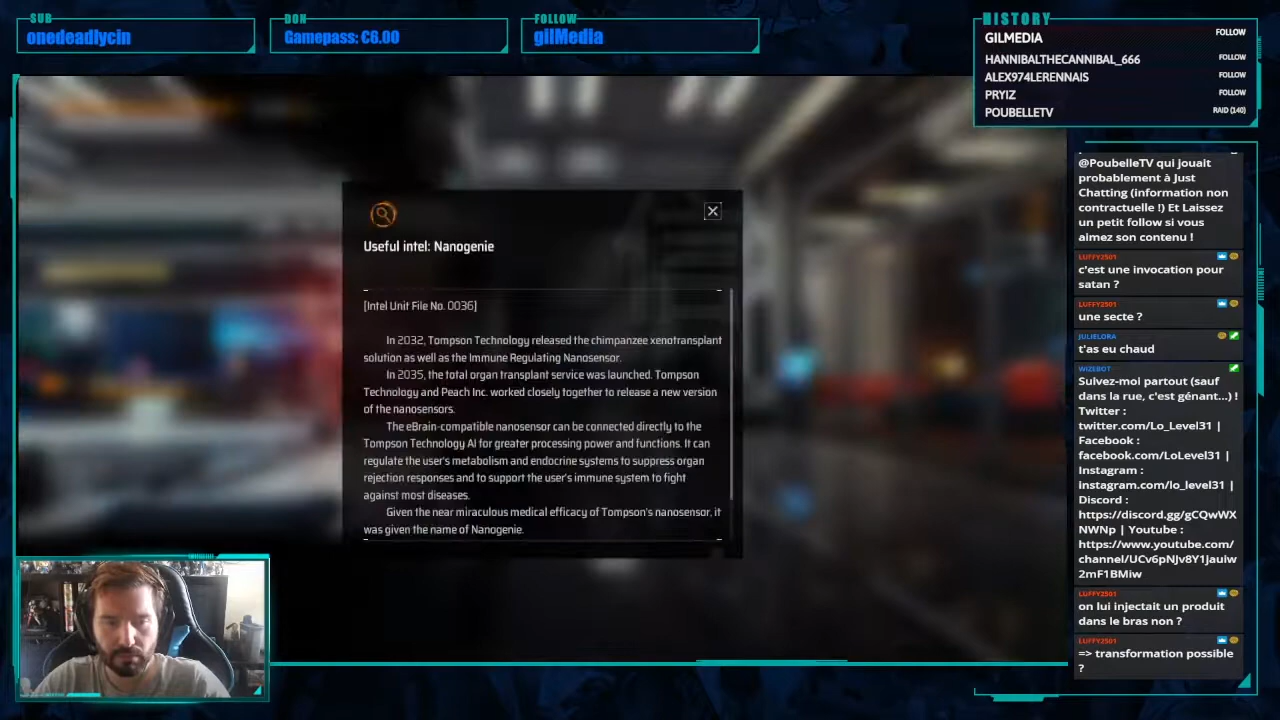 SUB
onedeadlycin
DON
Gamepass: €6.00
FOLLOW
gilMedia
HISTORY
GILMEDIA FOLLOW
HANNIBALTHECANNIBAL_666 FOLLOW
ALEX974LERENNAIS FOLLOW
PRYIZ FOLLOW
POUBELLETV RAID (140)
Useful intel: Nanogenie
[Intel Unit File No. 0036]
In 2032, Tompson Technology released the chimpanzee xenotransplant
solution as well as the Immune Regulating Nanosensor.
In 2035, the total organ transplant service was launched. Tompson
Technology and Peach Inc. worked closely together to release a new version
of the nanosensors.
The eBrain-compatible nanosensor can be connected directly to the
Tompson Technology AI for greater processing power and functions. It can
regulate the user's metabolism and endocrine systems to suppress organ
rejection responses and to support the user's immune system to fight
against most diseases.
Given the near miraculous medical efficacy of Tompson's nanosensor, it
was given the name of Nanogenie.
@PoubelleTV qui jouait
probablement à Just
Chatting (information non
contractuelle !) Et Laissez
un petit follow si vous
aimez son contenu !
LUFFY2501
c'est une invocation pour
satan ?
LUFFY2501
une secte ?
JULIELORA
t'as eu chaud
WIZEBOT
Suivez-moi partout (sauf
dans la rue, c'est génant...) !
Twitter :
twitter.com/Lo_Level31 |
Facebook :
facebook.com/LoLevel31 |
Instagram :
instagram.com/lo_level31 |
Discord :
https://discord.gg/gCQwWX
NWNp | Youtube :
https://www.youtube.com/
channel/UCv6pNJv8Y1jauiw
2mF1BMiw
LUFFY2501
on lui injectait un produit
dans le bras non ?
LUFFY2501
=> transformation possible
?